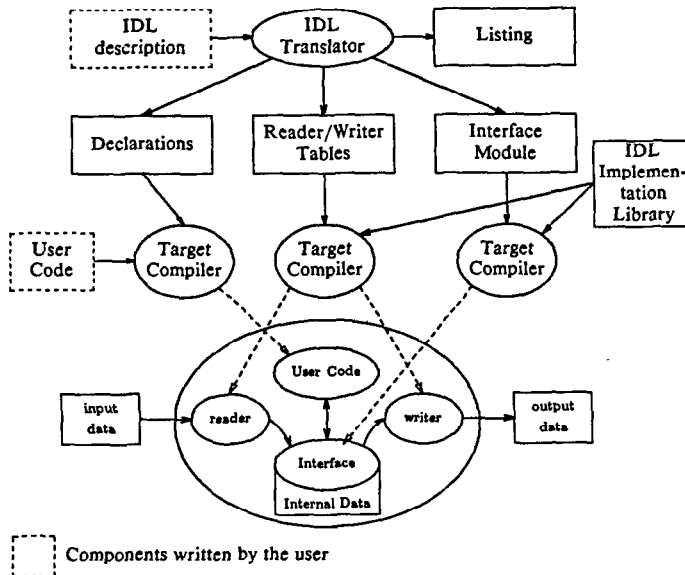 IDL
description
IDL
Translator
Listing
Declarations
Reader/Writer
Tables
Interface
Module
IDL
Implemen-
tation
Library
User
Code
Target
Compiler
Target
Compiler
Target
Compiler
User Code
input
data
reader
writer
output
data
Interface
Internal Data
Components written by the user